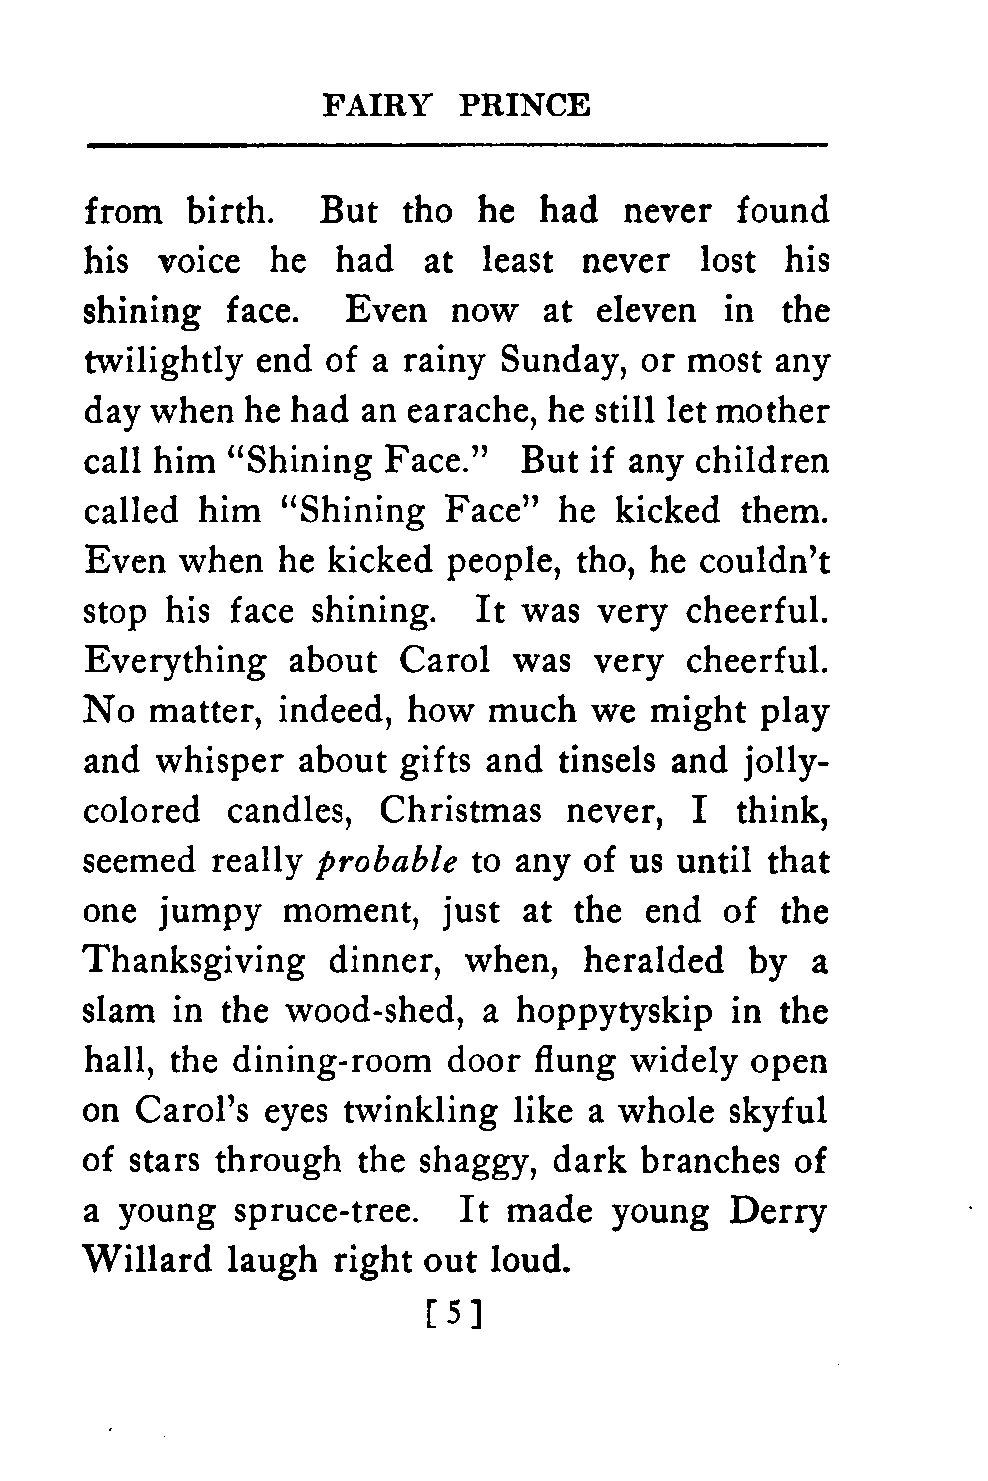 FAIRY PRINCE
from birth. But tho he had never found
his voice he had at least never lost his
shining face. Even now at eleven in the
twilightly end of a rainy Sunday, or most any
day when he had an earache, he still let mother
call him “Shining Face.” But if any children
called him “Shining Face” he kicked them.
Even when he kicked people, tho, he couldn’t
stop his face shining. It was very cheerful.
Everything about Carol was very cheerful.
No matter, indeed, how much we might play
and whisper about gifts and tinsels and jolly-
colored candles, Christmas never, I think,
seemed really probable to any of us until that
one jumpy moment, just at the end of the
Thanksgiving dinner, when, heralded by a
slam in the wood-shed, a hoppytyskip in the
hall, the dining-room door flung widely open
on Carol’s eyes twinkling like a whole skyful
of stars through the shaggy, dark branches of
a young spruce-tree. It made young Derry
Willard laugh right out loud.
[5]